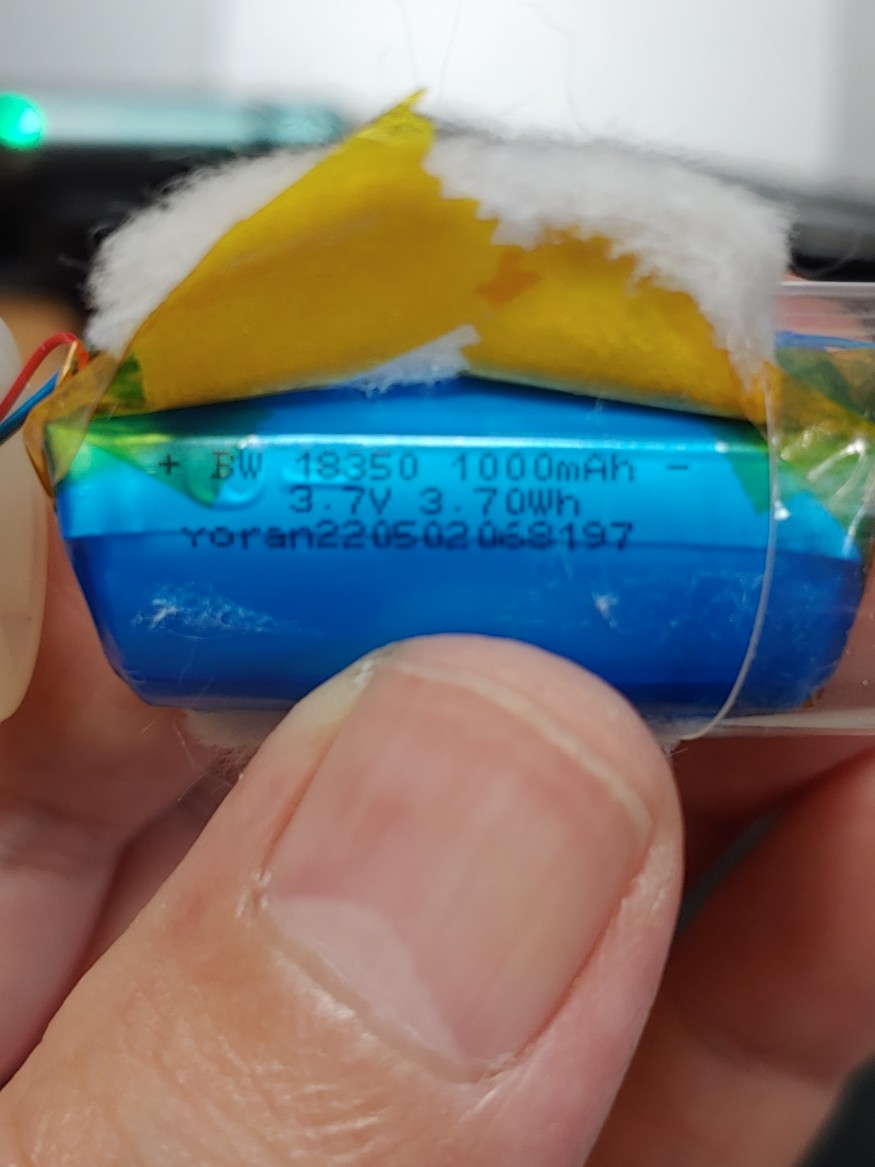 + BW 18350 1000mAh -
3.7V 3.70Wh
Yoran220502068197